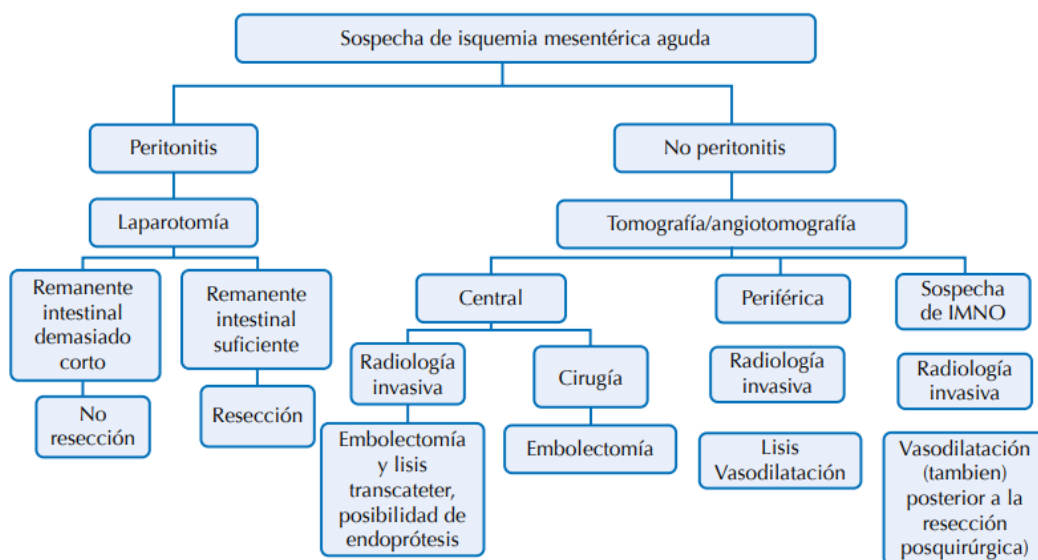 Sospecha de isquemia mesentérica aguda
Peritonitis
No peritonitis
Laparotomía
Tomografía/angiotomografía
Remanente
intestinal
demasiado
corto
Remanente
intestinal
suficiente
Central
Periférica
Sospecha
de IMNO
No
resección
Resección
Radiología
invasiva
Cirugía
Radiología
invasiva
Radiología
invasiva
Embolectomía
y lisis
transcateter,
posibilidad de
endoprótesis
Embolectomía
Lisis
Vasodilatación
Vasodilatación
(tambien)
posterior a la
resección
posquirúrgica)